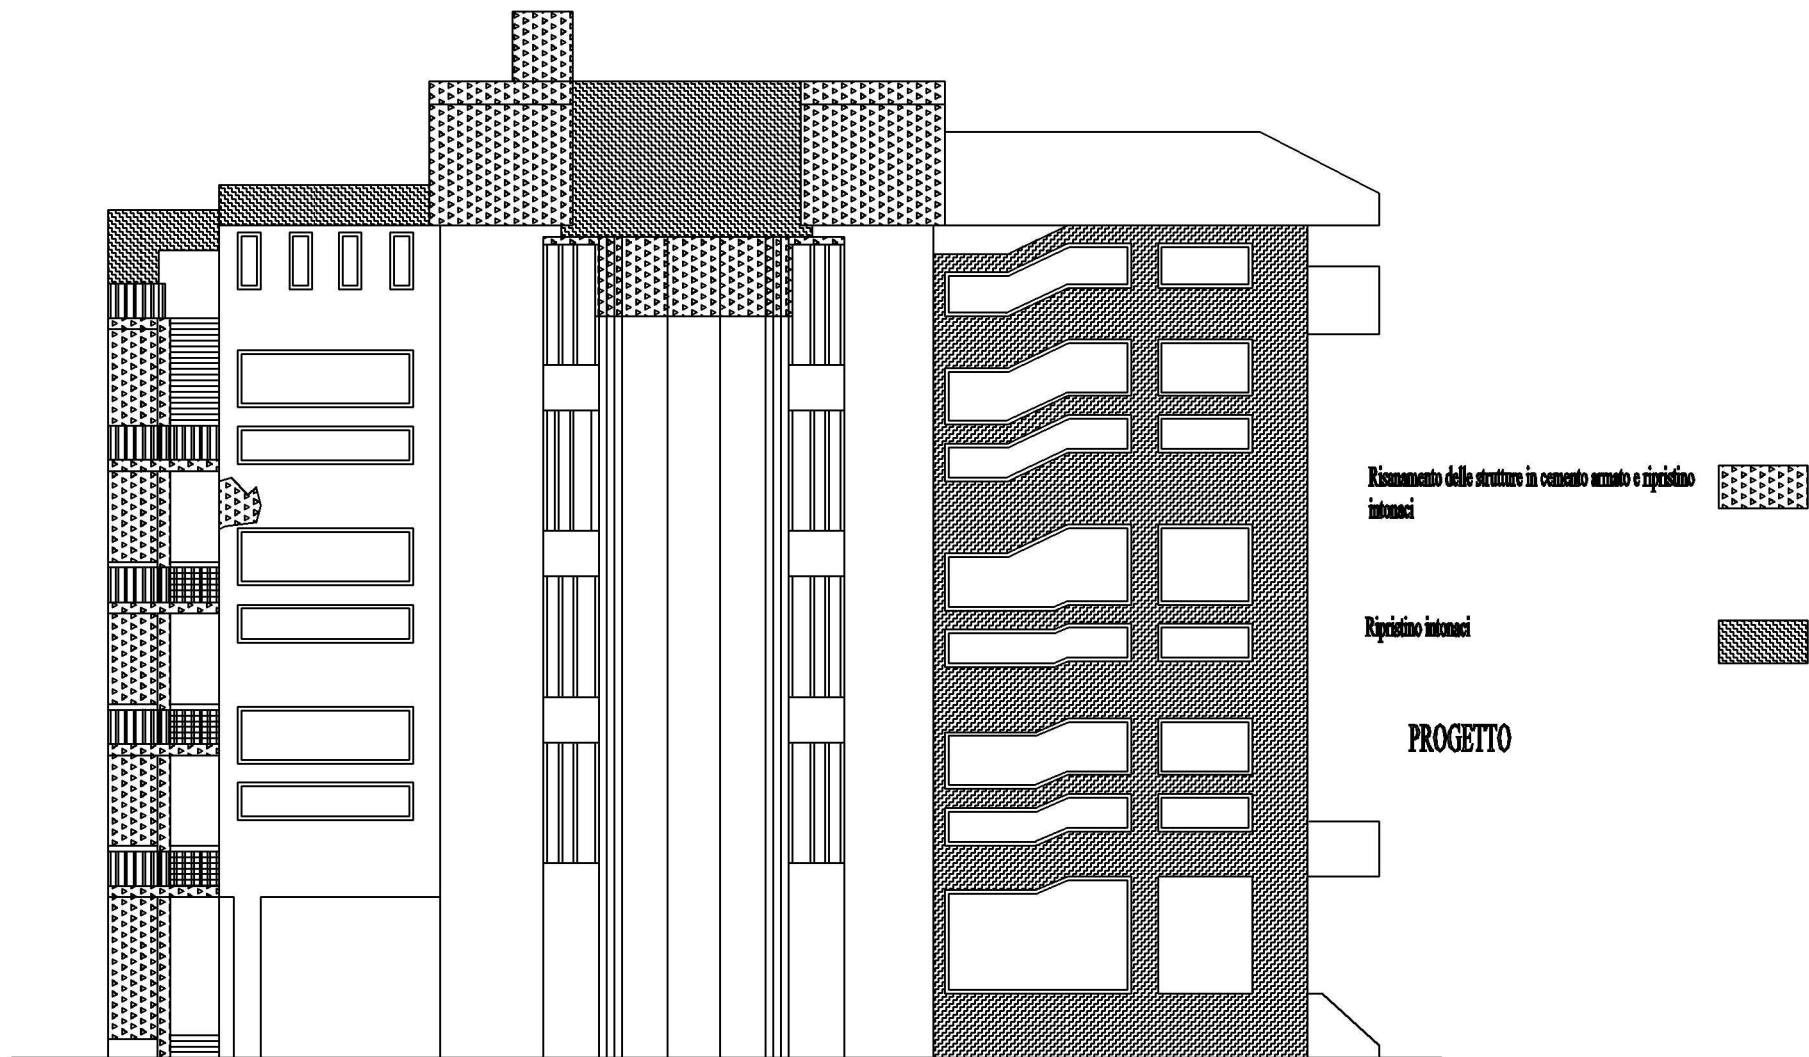 Risanamento delle strutture in cemento armato e ripristino
intonaci
Ripristino intonaci
PROGETTO